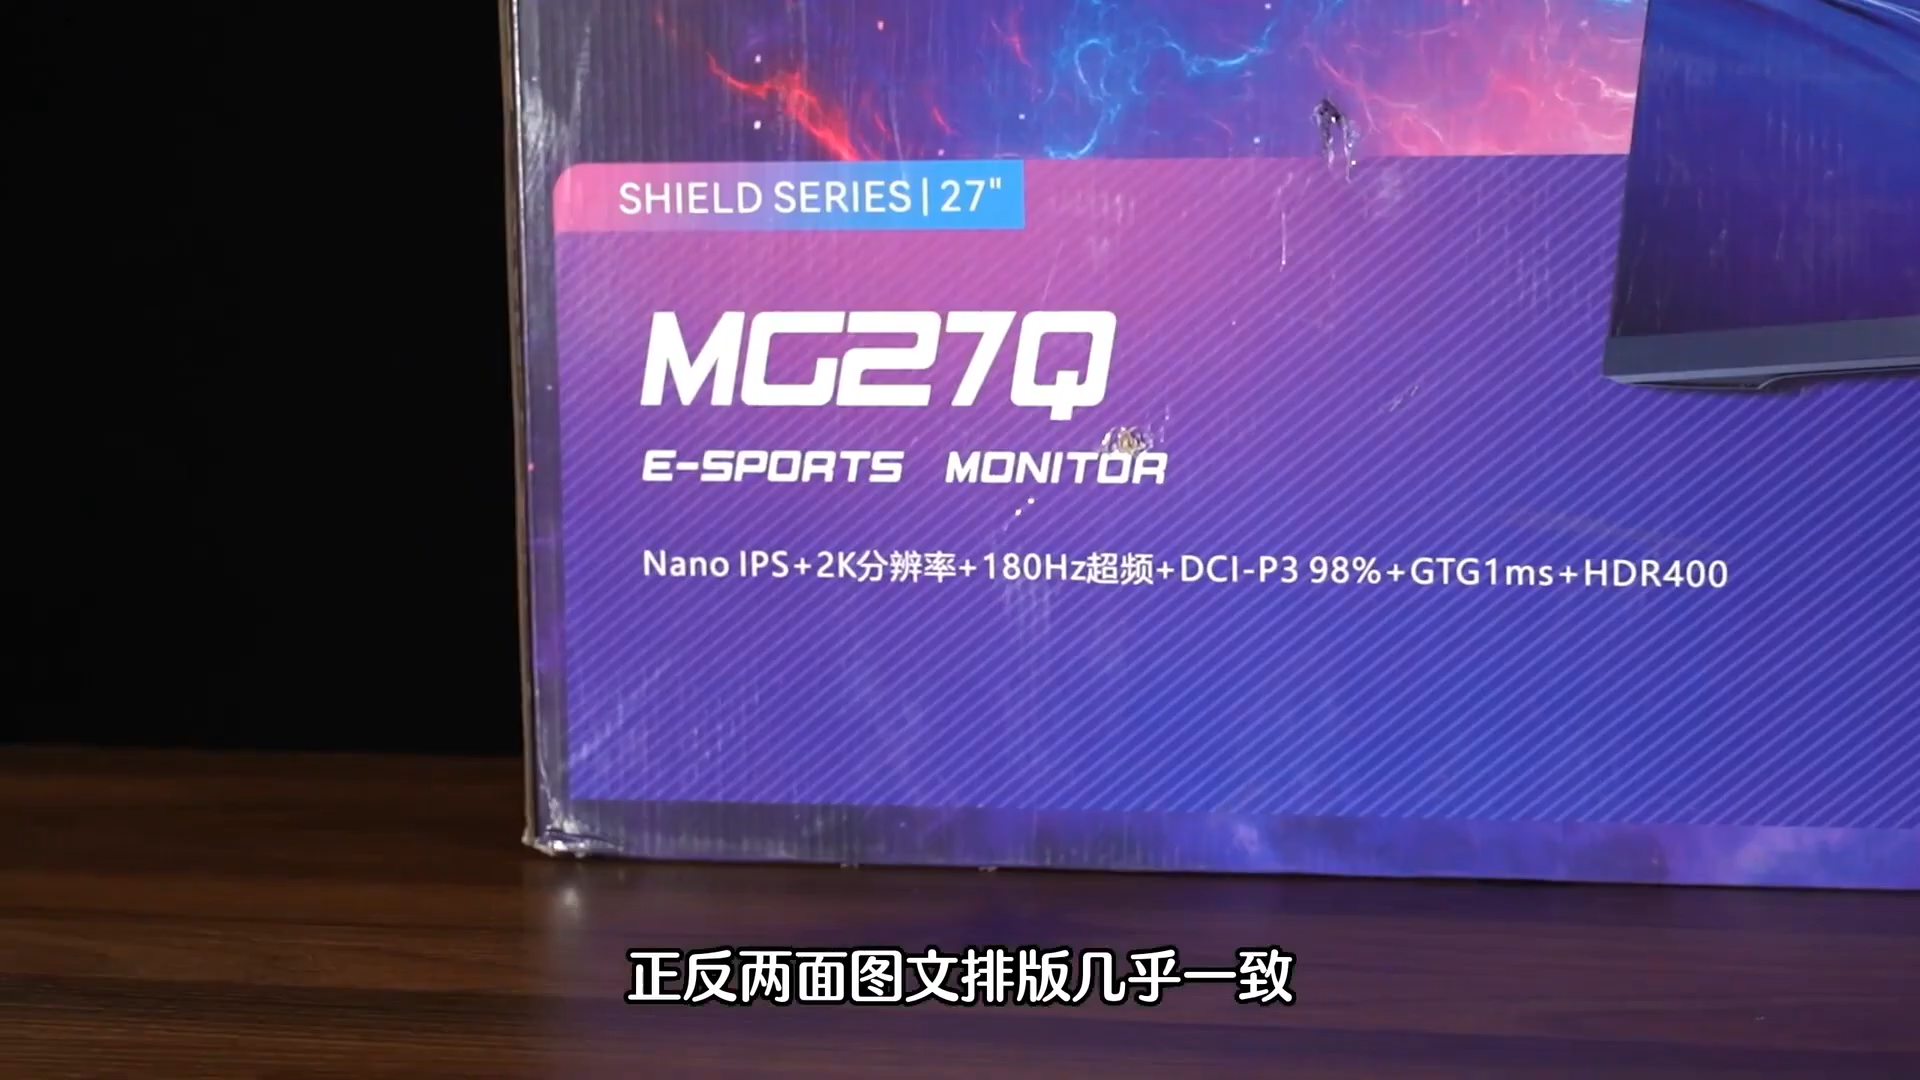 SHIELD SERIES | 27"
MG27Q
E-SPORTS MONITOR
Nano IPS+2K分辨率+180Hz超频+DCI-P3 98%+GTG1ms+HDR400
正反两面图文排版几乎一致